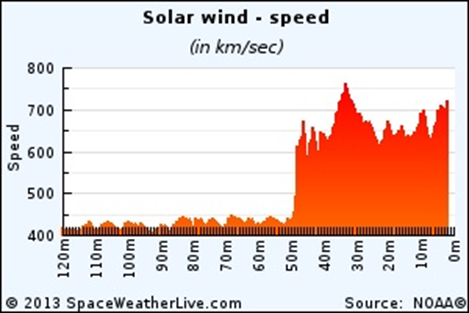 Solar wind - speed
(in km/sec)
800
700
600
500
400
Speed
120m 110m 100m 90m 80m 70m 60m 50m 40m 30m 20m 10m 0m
© 2013 SpaceWeatherLive.com Source: NOAA®